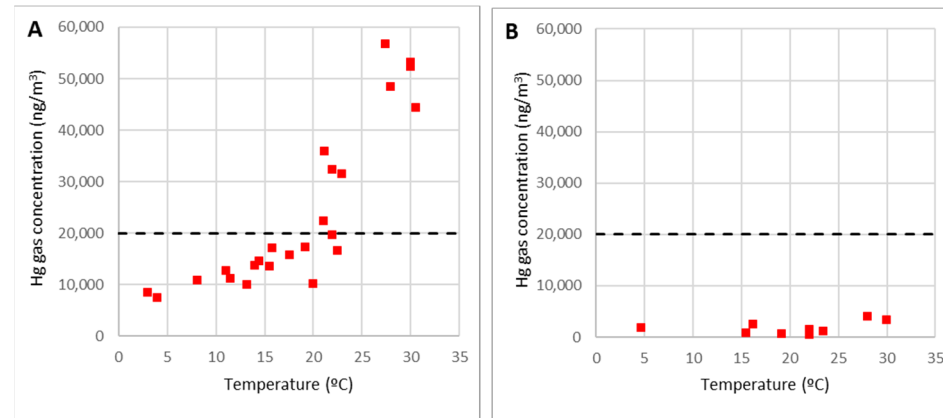 A
Hg gas concentration (ng/m³)
60,000
50,000
40,000
30,000
20,000
10,000
0
0 5 10 15 20 25 30 35
Temperature (ºC)
B
Hg gas concentration (ng/m³)
60,000
50,000
40,000
30,000
20,000
10,000
0
0 5 10 15 20 25 30 35
Temperature (ºC)